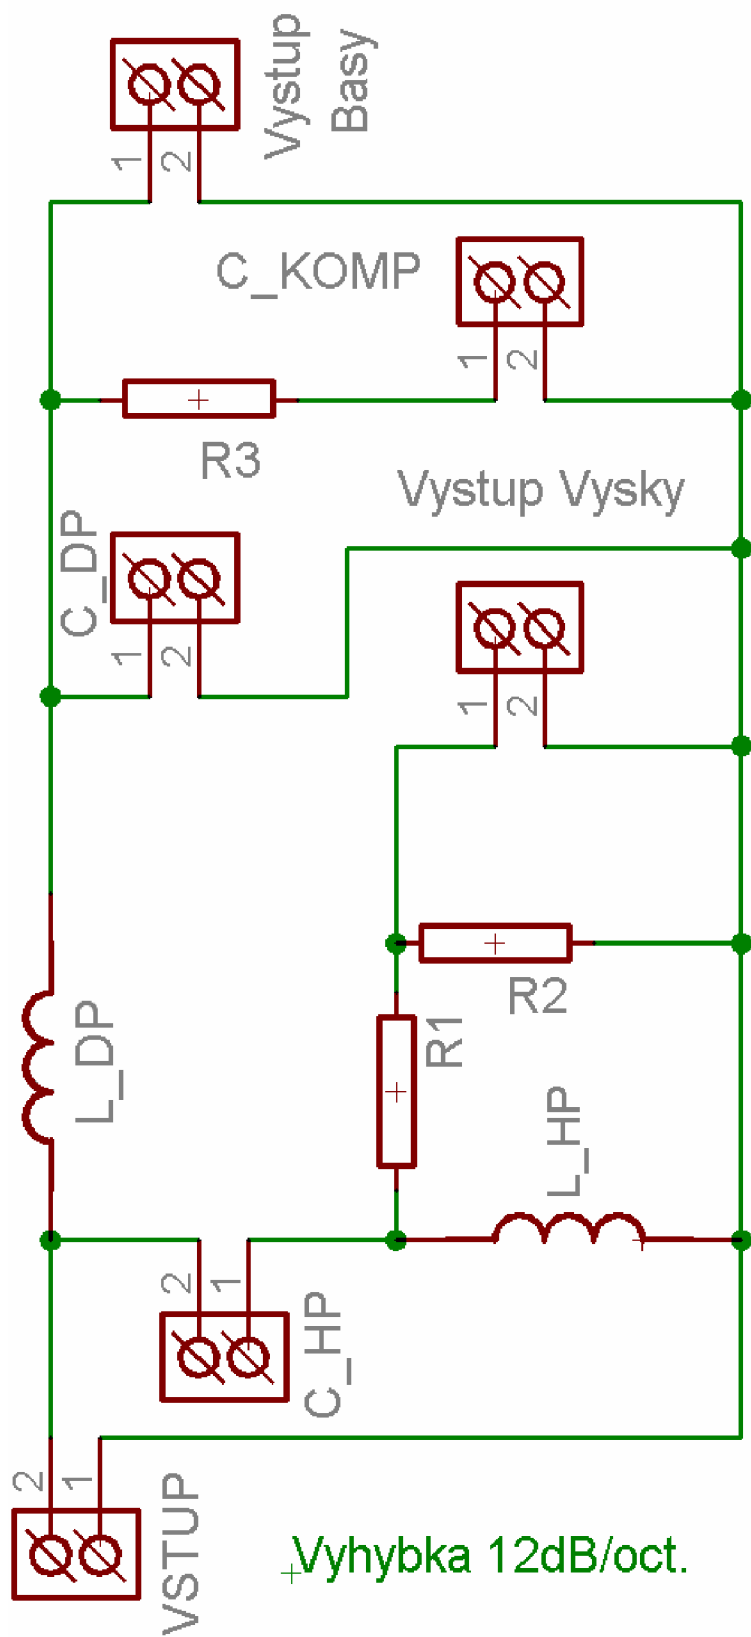 Vystup
Basy
1
2
C_KOMP
1
2
R3
Vystup Vysky
C_DP
1
2
1
2
R2
R1
L_DP
L_HP
2
1
C_HP
2
1
VSTUP
Vyhybka 12dB/oct.